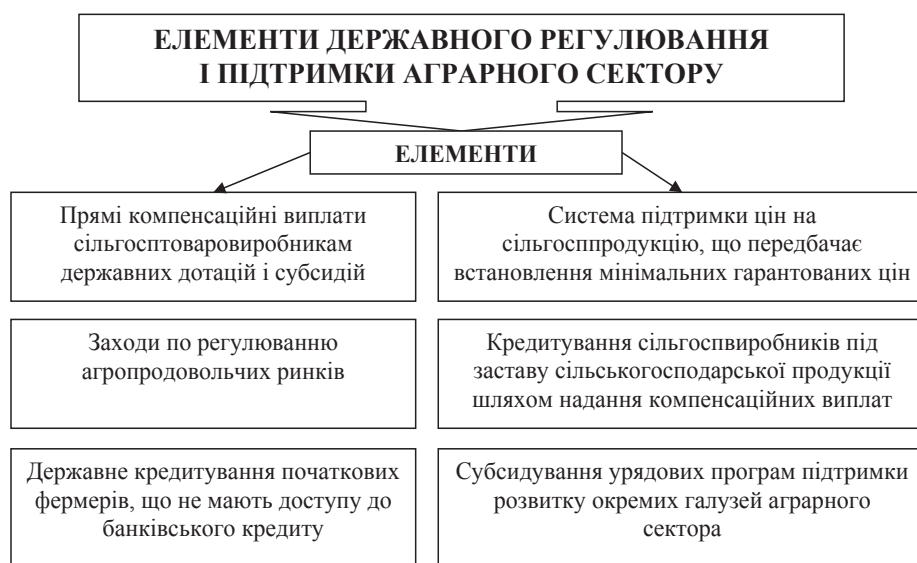 ЕЛЕМЕНТИ ДЕРЖАВНОГО РЕГУЛЮВАННЯ
І ПІДТРИМКИ АГРАРНОГО СЕКТОРУ
ЕЛЕМЕНТИ
Прямі компенсаційні виплати
сільгосптоваровиробникам
державних дотацій і субсидій
Система підтримки цін на
сільгосппродукцію, що передбачає
встановлення мінімальних гарантованих цін
Заходи по регулюванню
агропродовольчих ринків
Кредитування сільгоспвиробників під
заставу сільськогосподарської продукції
шляхом надання компенсаційних виплат
Державне кредитування початкових
фермерів, що не мають доступу до
банківського кредиту
Субсидування урядових програм підтримки
розвитку окремих галузей аграрного
сектора